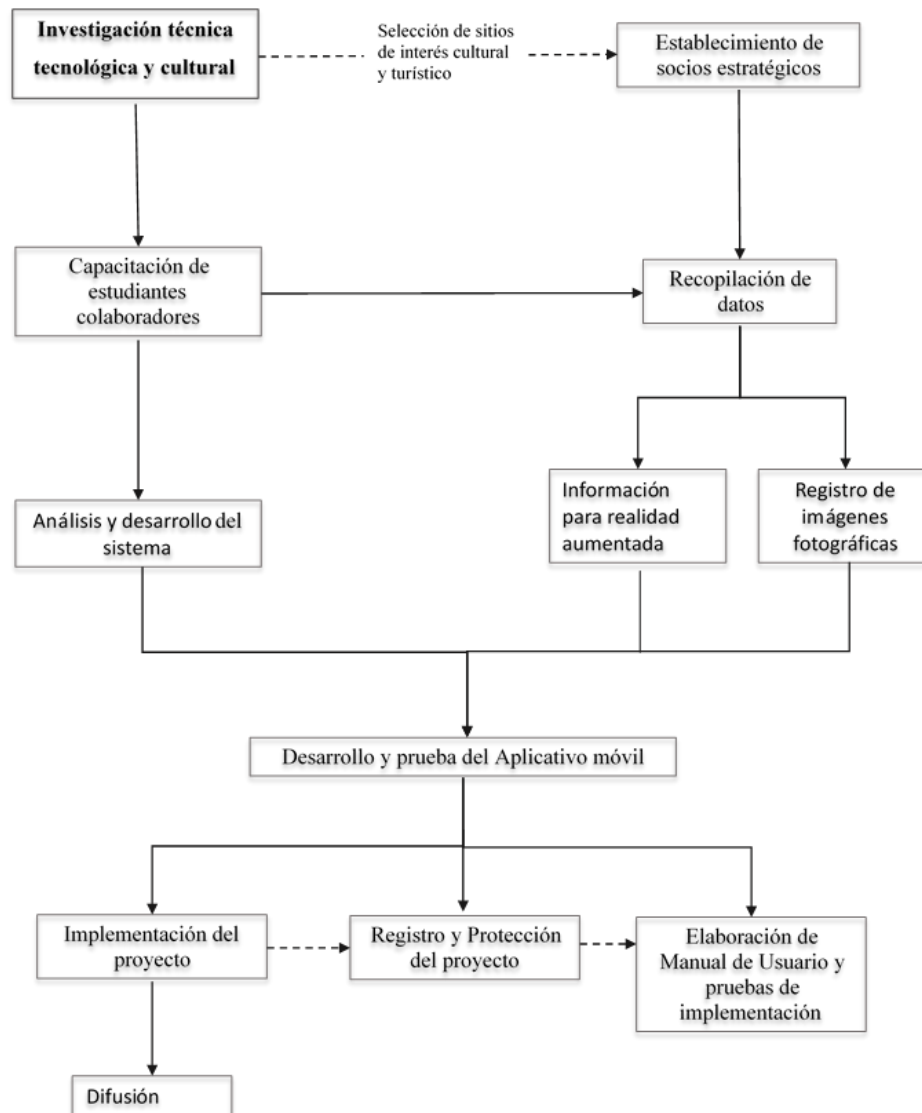 Investigación técnica
tecnológica y cultural
Selección de sitios
de interés cultural
y turístico
Establecimiento de
socios estratégicos
Capacitación de
estudiantes
colaboradores
Recopilación de
datos
Información
para realidad
aumentada
Registro de
imágenes
fotográficas
Análisis y desarrollo del
sistema
Desarrollo y prueba del Aplicativo móvil
Implementación del
proyecto
Registro y Protección
del proyecto
Elaboración de
Manual de Usuario y
pruebas de
implementación
Difusión